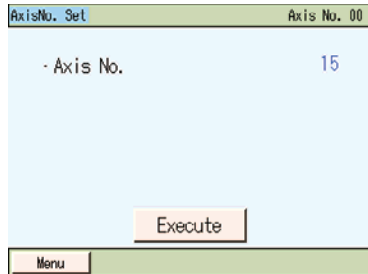 AxisNo. Set Axis No. 00
· Axis No. 15
Execute
Menu